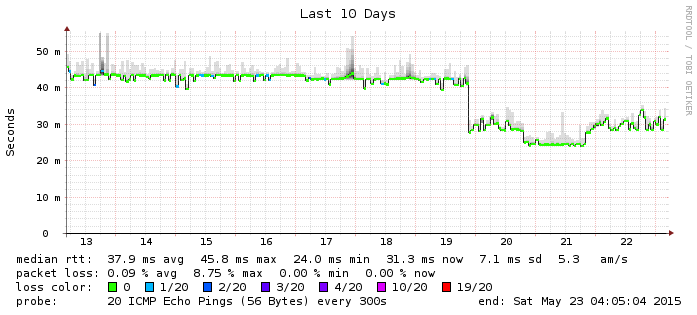 Last 10 Days
RRDTOOL / TOBI OETIKER
Seconds
50 m
40 m
30 m
20 m
10 m
0
13 14 15 16 17 18 19 20 21 22
median rtt: 37.9 ms avg 45.8 ms max 24.0 ms min 31.3 ms now 7.1 ms sd 5.3 am/s
packet loss: 0.09 % avg 8.75 % max 0.00 % min 0.00 % now
loss color: 0 1/20 2/20 3/20 4/20 10/20 19/20
probe: 20 ICMP Echo Pings (56 Bytes) every 300s end: Sat May 23 04:05:04 2015